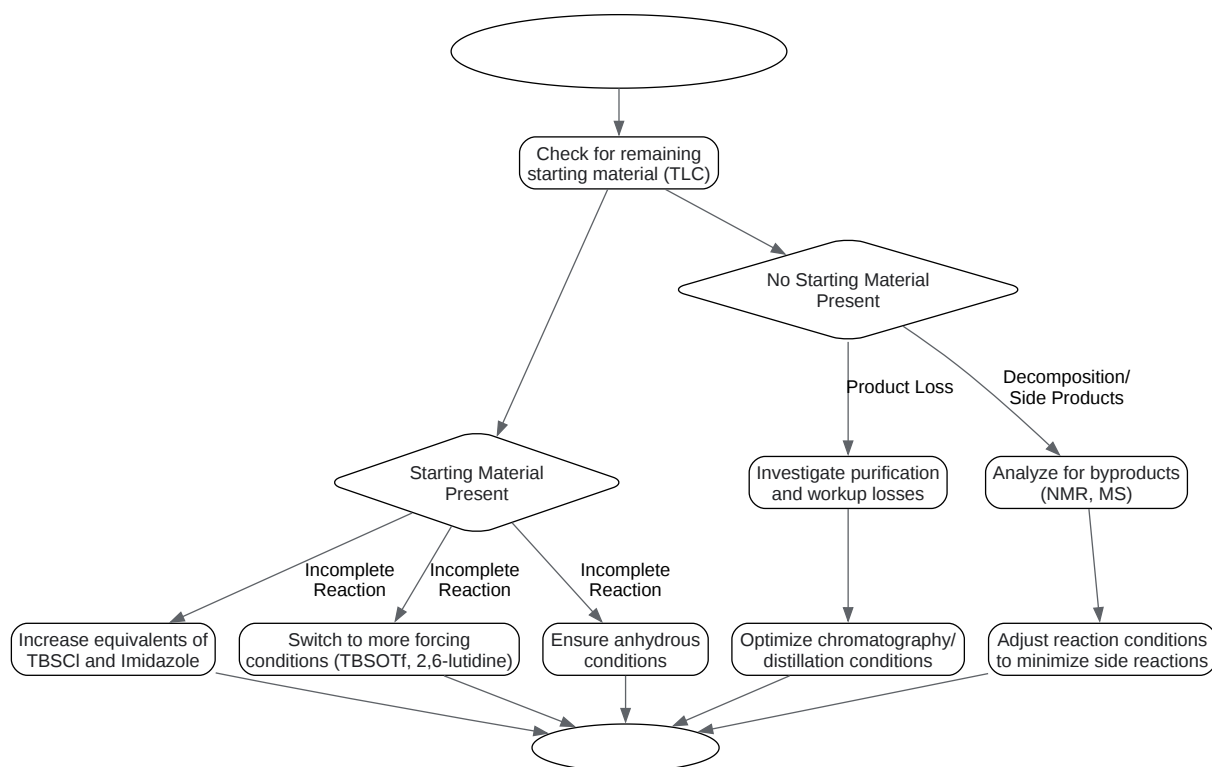 Check for remaining
starting material (TLC)
No Starting Material
Present
Product Loss
Decomposition/
Side Products
Starting Material
Present
Investigate purification
and workup losses
Analyze for byproducts
(NMR, MS)
Incomplete
Reaction
Incomplete
Reaction
Incomplete
Reaction
Increase equivalents of
TBSCl and Imidazole
Switch to more forcing
conditions (TBSOTf, 2,6-lutidine)
Ensure anhydrous
conditions
Optimize chromatography/
distillation conditions
Adjust reaction conditions
to minimize side reactions